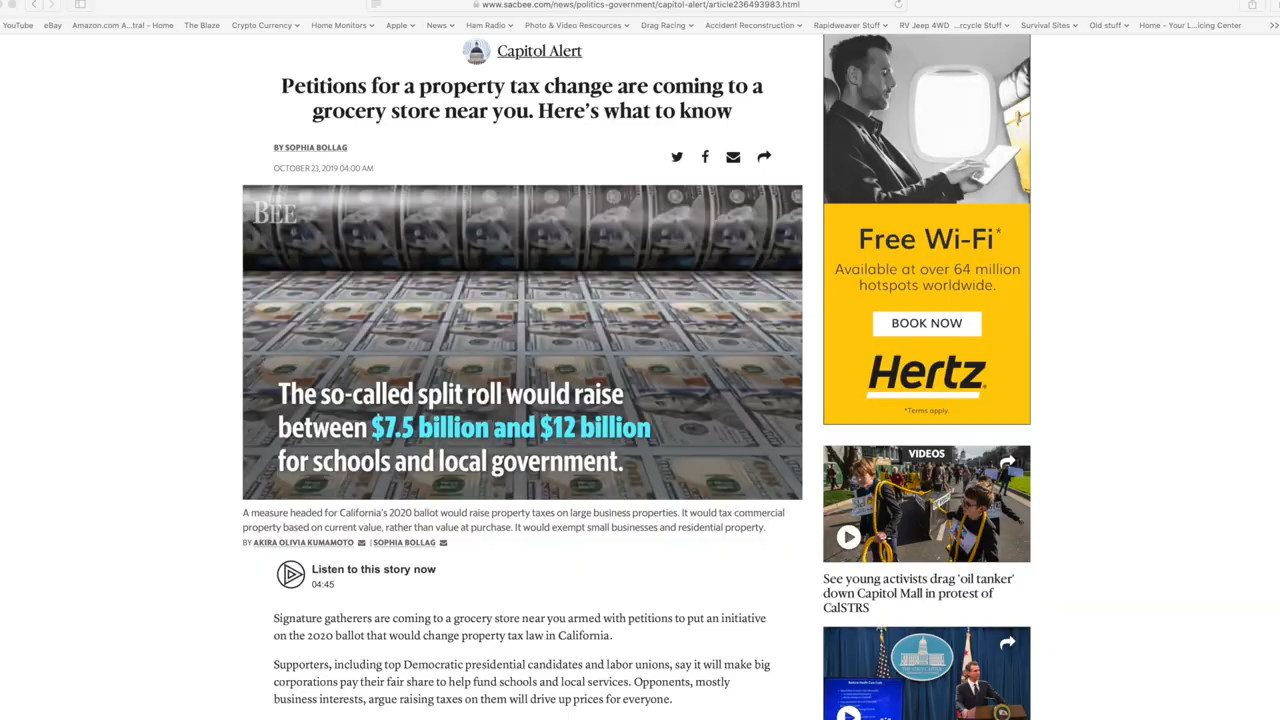 www.sacbee.com/news/politics-government/capitol-alert/article236493983.html
YouTube eBay Amazon.com A...tral - Home The Blaze Crypto Currency Home Monitors Apple News Ham Radio Photo & Video Rescources Drag Racing Accident Reconstruction Rapidweaver Stuff RV Jeep 4WD ...rcycle Stuff Survival Sites Old stuff Home - Your L...icing Center
Capitol Alert
Petitions for a property tax change are coming to a
grocery store near you. Here's what to know
BY SOPHIA BOLLAG
OCTOBER 23, 2019 04:00 AM
BEE
The so-called split roll would raise
between $7.5 billion and $12 billion
for schools and local government.
A measure headed for California's 2020 ballot would raise property taxes on large business properties. It would tax commercial
property based on current value, rather than value at purchase. It would exempt small businesses and residential property.
BY AKIRA OLIVIA KUMAMOTO | SOPHIA BOLLAG
Listen to this story now
04:45
Signature gatherers are coming to a grocery store near you armed with petitions to put an initiative
on the 2020 ballot that would change property tax law in California.
Supporters, including top Democratic presidential candidates and labor unions, say it will make big
corporations pay their fair share to help fund schools and local services. Opponents, mostly
business interests, argue raising taxes on them will drive up prices for everyone.
Free Wi-Fi*
Available at over 64 million
hotspots worldwide.
BOOK NOW
Hertz.
*Terms apply.
VIDEOS
See young activists drag 'oil tanker'
down Capitol Mall in protest of
CalSTRS